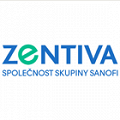 ZENTIVA
SPOLEČNOST SKUPINY SANOFI